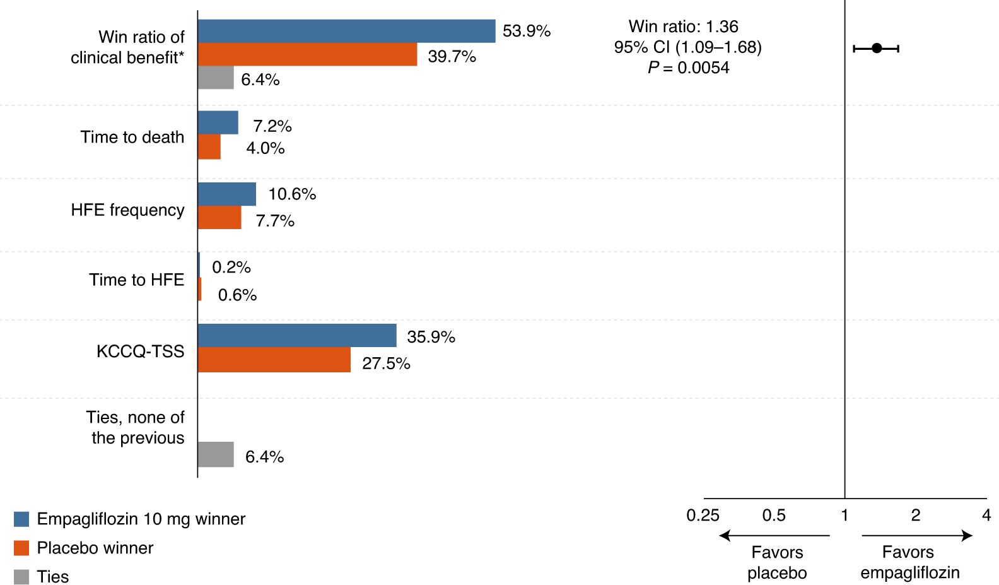 Win ratio of
clinical benefit*
53.9%
39.7%
6.4%
Win ratio: 1.36
95% CI (1.09–1.68)
P = 0.0054
Time to death
7.2%
4.0%
HFE frequency
10.6%
7.7%
Time to HFE
0.2%
0.6%
KCCQ-TSS
35.9%
27.5%
Ties, none of
the previous
6.4%
Empagliflozin 10 mg winner
Placebo winner
Ties
0.25 0.5 1 2 4
Favors
placebo
Favors
empagliflozin